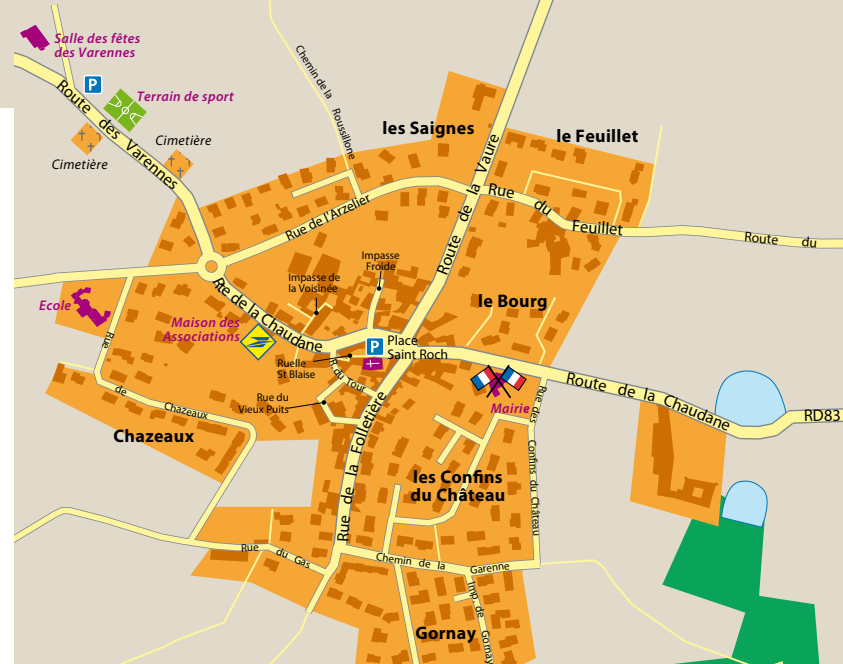 Salle des fêtes
des Varennes
P
Terrain de sport
Route des Varennes
Cimetière
Cimetière
Chemin de la Roussillone
les Saignes
le Feuillet
Route de la Vaure
Rue du Feuillet
Route du
Rue de l'Arzelier
Impasse
Froide
Impasse de
la Voisinée
le Bourg
Ecole
Rte de la Chaudane
Maison des
Associations
P
Place
Saint Roch
Ruelle
St Blaise
R. du Tour
Rue du
Vieux Puits
Rue de Chazeaux
Chazeaux
Mairie
Route de la Chaudane
RD83
Rue des Confins du Château
Rue de la Folletière
les Confins
du Château
Rue du Gas
Chemin de la Garenne
Imp. de Gornay
Gornay